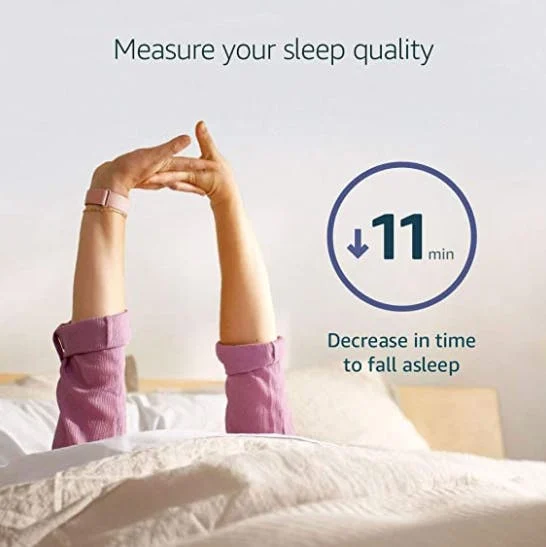 Measure your sleep quality
↓11 min
Decrease in time
to fall asleep